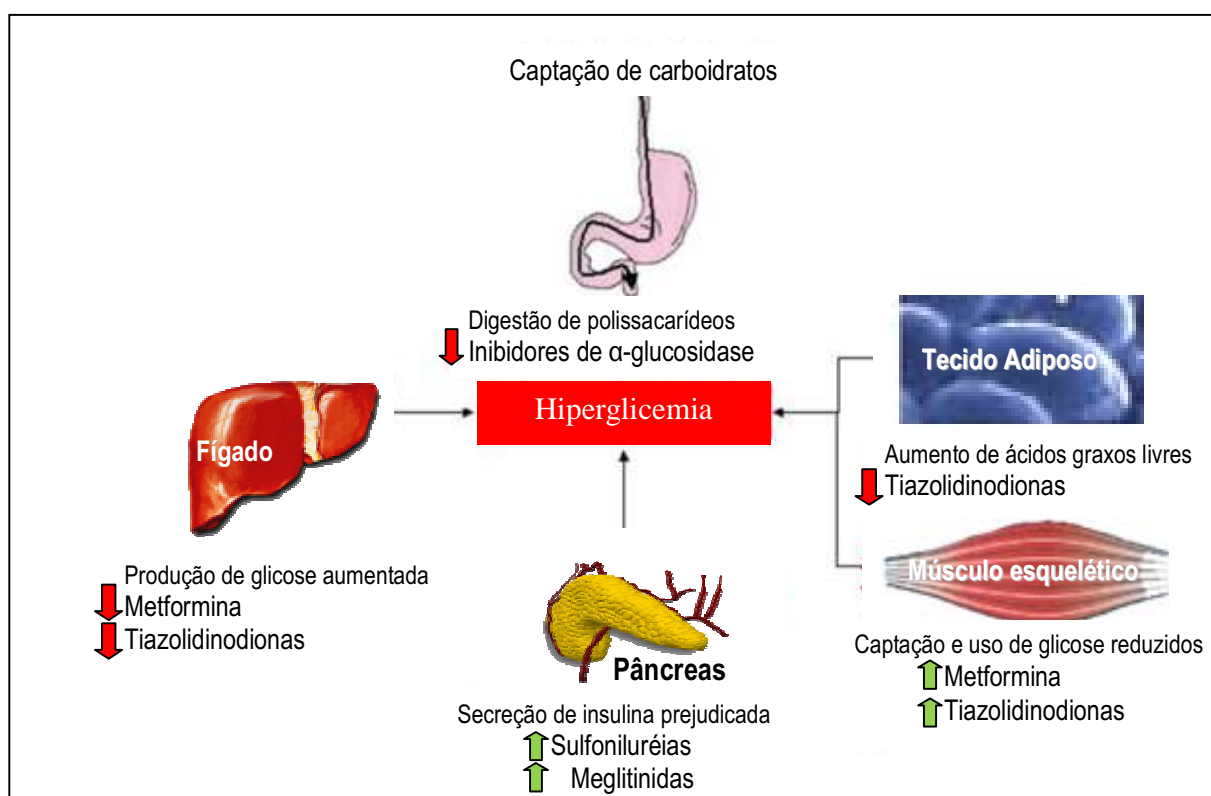 Captação de carboidratos
Digestão de polissacarídeos
Inibidores de α-glucosidase
Hiperglicemia
Tecido Adiposo
Aumento de ácidos graxos livres
Tiazolidinodionas
Fígado
Produção de glicose aumentada
Metformina
Tiazolidinodionas
Pâncreas
Secreção de insulina prejudicada
Sulfoniluréias
Meglitinidas
Músculo esquelético
Captação e uso de glicose reduzidos
Metformina
Tiazolidinodionas